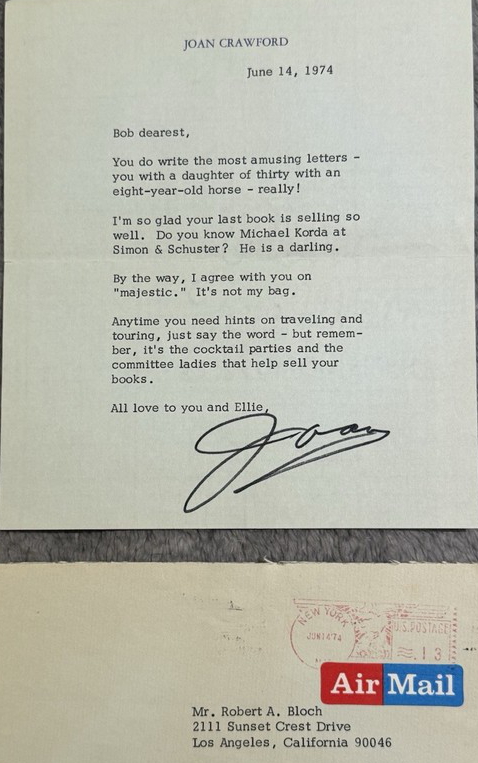 JOAN CRAWFORD
June 14, 1974
Bob dearest,
You do write the most amusing letters -
you with a daughter of thirty with an
eight-year-old horse - really!
I'm so glad your last book is selling so
well.  Do you know Michael Korda at
Simon & Schuster?  He is a darling.
By the way, I agree with you on
"majestic."  It's not my bag.
Anytime you need hints on traveling and
touring, just say the word - but remem-
ber, it's the cocktail parties and the
committee ladies that help sell your
books.
All love to you and Ellie,
Joan
NEW YORK
JUN 14'74
U.S. POSTAGE
.13
Air Mail
Mr. Robert A. Bloch
2111 Sunset Crest Drive
Los Angeles, California 90046